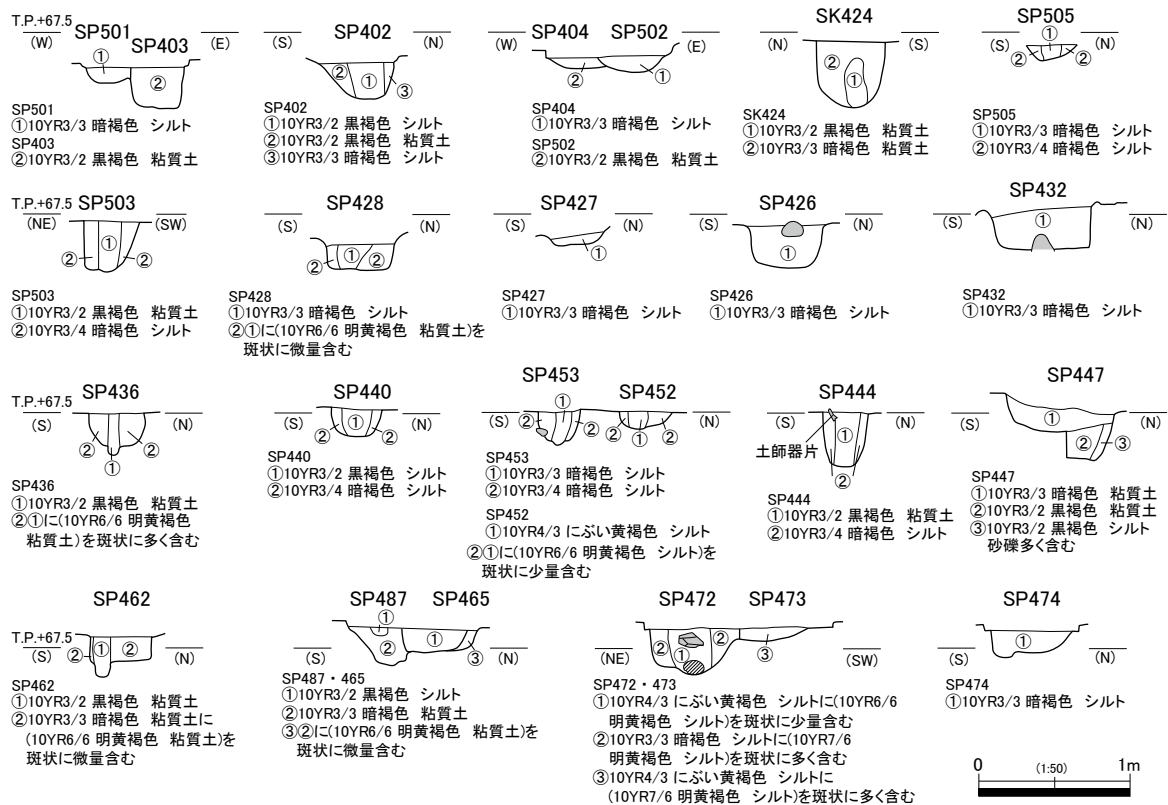 T.P.+67.5
(W) SP501 SP403 (E)
① ②
SP501
①10YR3/3 暗褐色 シルト
SP403
②10YR3/2 黒褐色 粘質土
SP402
(S) (N)
② ① ③
SP402
①10YR3/2 黒褐色 シルト
②10YR3/2 黒褐色 粘質土
③10YR3/3 暗褐色 シルト
SP404 SP502
(W) (E)
② ①
SP404
①10YR3/3 暗褐色 シルト
SP502
②10YR3/2 黒褐色 粘質土
SK424
(N) (S)
② ①
SK424
①10YR3/2 黒褐色 粘質土
②10YR3/3 暗褐色 粘質土
SP505
(S) ① (N)
② ②
SP505
①10YR3/3 暗褐色 シルト
②10YR3/4 暗褐色 シルト
T.P.+67.5
SP503
(NE) (SW)
② ① ②
SP503
①10YR3/2 黒褐色 粘質土
②10YR3/4 暗褐色 シルト
SP428
(S) (N)
② ① ②
SP428
①10YR3/3 暗褐色 シルト
②①に(10YR6/6 明黄褐色 粘質土)を
斑状に微量含む
SP427
(S) (N)
①
SP427
①10YR3/3 暗褐色 シルト
SP426
(S) (N)
①
SP426
①10YR3/3 暗褐色 シルト
SP432
(S) (N)
①
SP432
①10YR3/3 暗褐色 シルト
T.P.+67.5
SP436
(S) (N)
② ① ②
SP436
①10YR3/2 黒褐色 粘質土
②①に(10YR6/6 明黄褐色
粘質土)を斑状に多く含む
SP440
(S) (N)
② ① ②
SP440
①10YR3/2 黒褐色 シルト
②10YR3/4 暗褐色 シルト
SP453 SP452
(S) (N)
② ① ② ② ① ②
SP453
①10YR3/3 暗褐色 シルト
②10YR3/4 暗褐色 シルト
SP452
①10YR4/3 にぶい黄褐色 シルト
②①に(10YR6/6 明黄褐色 シルト)を
斑状に少量含む
SP444
(S) (N)
土師器片
① ②
SP444
①10YR3/2 黒褐色 粘質土
②10YR3/4 暗褐色 シルト
SP447
(S) (N)
① ② ③
SP447
①10YR3/3 暗褐色 粘質土
②10YR3/2 黒褐色 粘質土
③10YR3/2 黒褐色 シルト
砂礫多く含む
T.P.+67.5
SP462
(S) (N)
② ① ②
SP462
①10YR3/2 黒褐色 粘質土
②10YR3/3 暗褐色 粘質土に
(10YR6/6 明黄褐色 粘質土)を
斑状に微量含む
SP487 SP465
(S) (N)
① ② ① ③
SP487・465
①10YR3/2 黒褐色 シルト
②10YR3/3 暗褐色 粘質土
③②に(10YR6/6 明黄褐色 粘質土)を
斑状に微量含む
SP472 SP473
(NE) (SW)
② ① ② ③
SP472・473
①10YR4/3 にぶい黄褐色 シルトに(10YR6/6
明黄褐色 シルト)を斑状に少量含む
②10YR3/3 暗褐色 シルトに(10YR7/6
明黄褐色 シルト)を斑状に多く含む
③10YR4/3 にぶい黄褐色 シルトに
(10YR7/6 明黄褐色 シルト)を斑状に多く含む
SP474
(S) (N)
①
SP474
①10YR3/3 暗褐色 シルト
0 (1:50) 1m